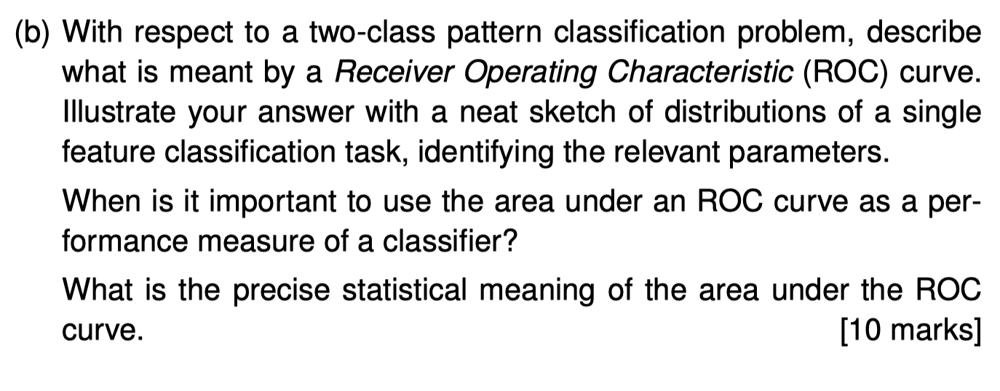 (b) With respect to a two-class pattern classification problem, describe
what is meant by a Receiver Operating Characteristic (ROC) curve.
Illustrate your answer with a neat sketch of distributions of a single
feature classification task, identifying the relevant parameters.
When is it important to use the area under an ROC curve as a per-
formance measure of a classifier?
What is the precise statistical meaning of the area under the ROC
curve. [10 marks]